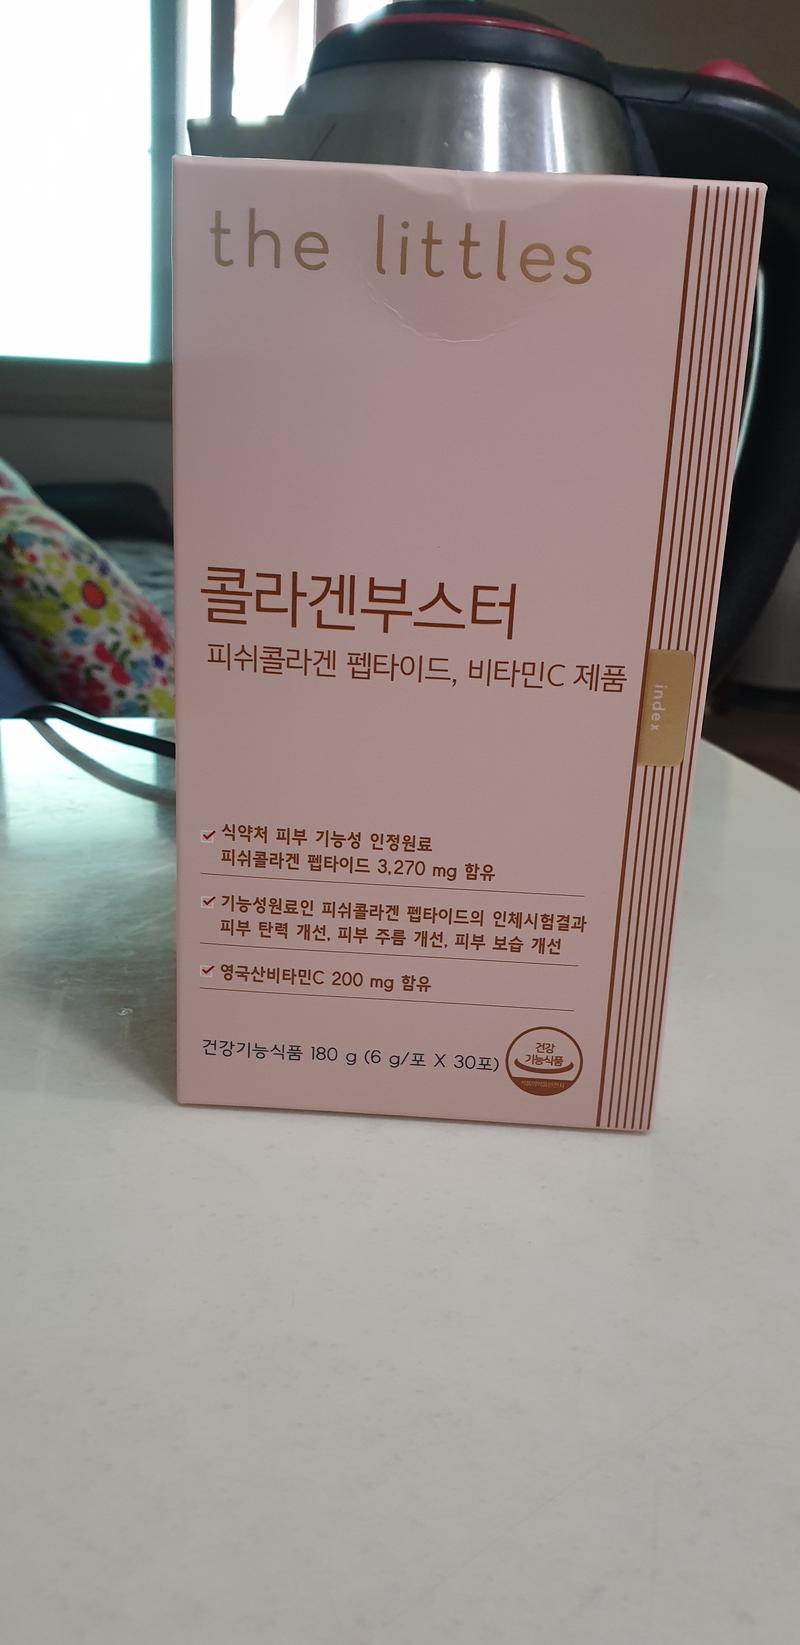 the littles
콜라겐부스터
피쉬콜라겐 펩타이드, 비타민C 제품
index
식약처 피부 기능성 인정원료
피쉬콜라겐 펩타이드 3,270 mg 함유
기능성원료인 피쉬콜라겐 펩타이드의 인체시험결과
피부 탄력 개선, 피부 주름 개선, 피부 보습 개선
영국산비타민C 200 mg 함유
건강기능식품 180 g (6 g/포 X 30포)
건강
기능식품